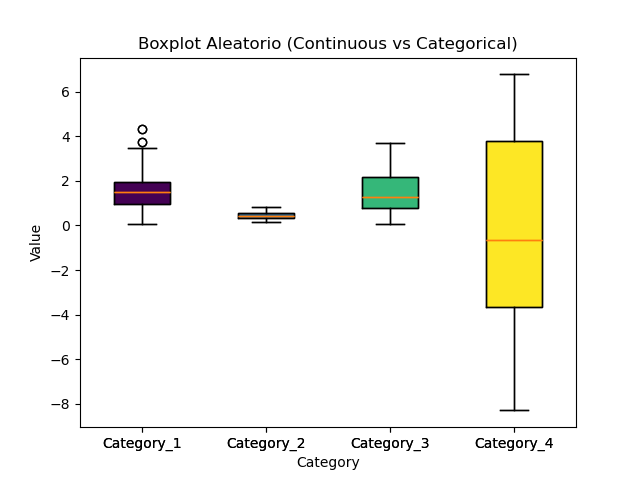 Boxplot Aleatorio (Continuous vs Categorical)
Value
6
4
2
0
−2
−4
−6
−8
Category_1 Category_2 Category_3 Category_4
Category